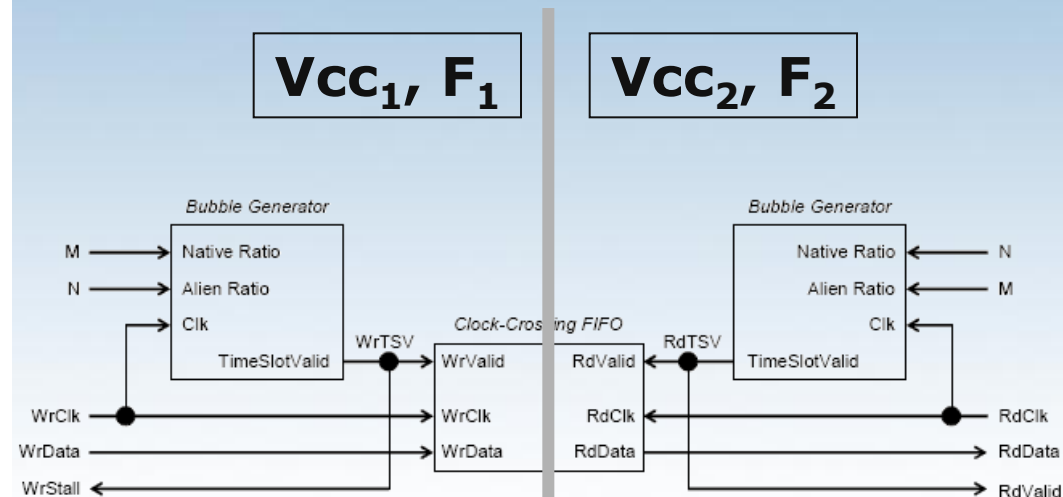 Vcc₁, F₁ Vcc₂, F₂
Bubble Generator Bubble Generator
M Native Ratio Native Ratio N
N Alien Ratio Alien Ratio M
Clk Clk
Clock-Crossing FIFO
WrTSV RdTSV
TimeSlotValid WrValid RdValid TimeSlotValid
WrClk WrClk RdClk RdClk
WrData WrData RdData RdData
WrStall RdValid